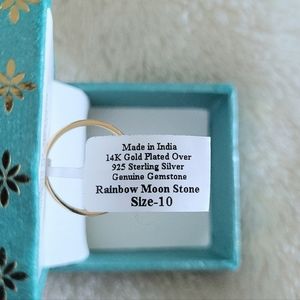 Made in India
14K Gold Plated Over
925 Sterling Silver
Genuine Gemstone
Rainbow Moon Stone
Size-10